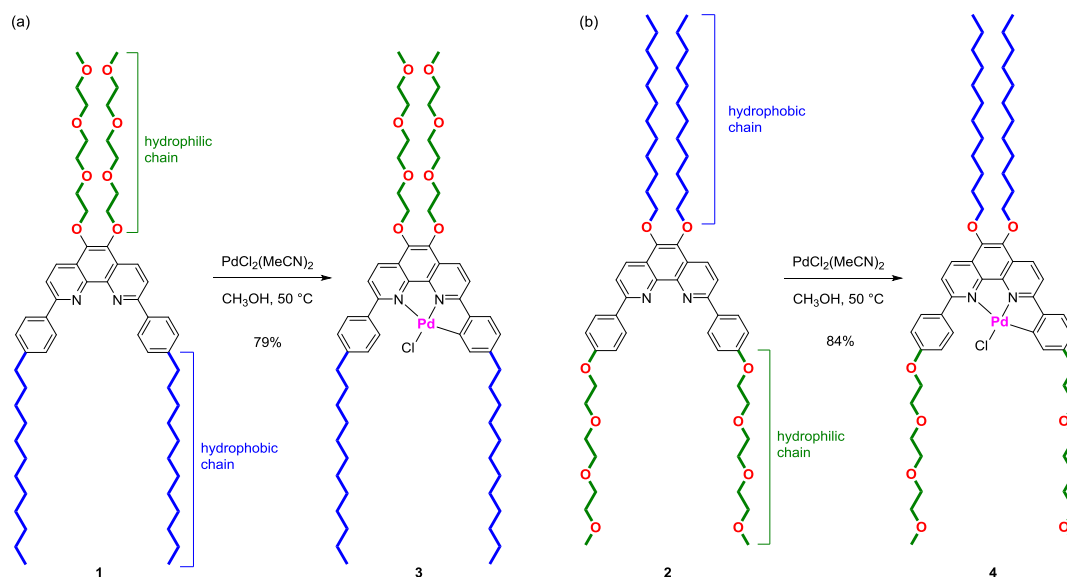 (a)
O O
O O
O O
O O
hydrophilic
chain
N N
hydrophobic
chain
1
PdCl2(MeCN)2
CH3OH, 50 °C
79%
O O
O O
O O
O O
N N
Pd
Cl
3
(b)
hydrophobic
chain
O O
N N
O O
O O
O O
O O
hydrophilic
chain
2
PdCl2(MeCN)2
CH3OH, 50 °C
84%
O O
N N
Pd
Cl
O
O O
O
O O
4